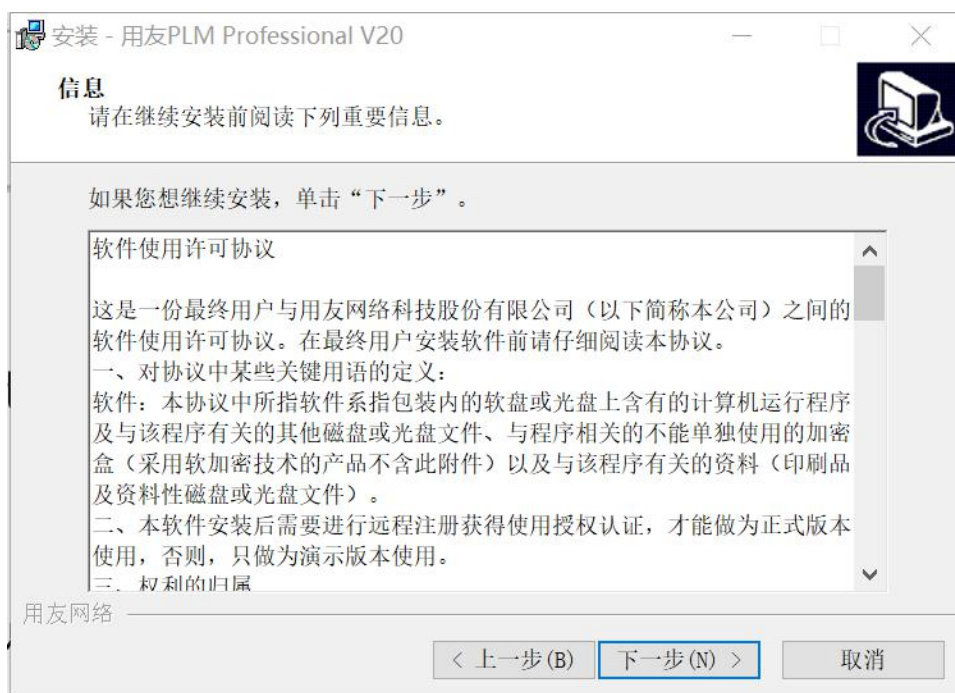 安装 - 用友PLM Professional V20
信息
请在继续安装前阅读下列重要信息。
如果您想继续安装，单击“下一步”。
软件使用许可协议
这是一份最终用户与用友网络科技股份有限公司（以下简称本公司）之间的
软件使用许可协议。在最终用户安装软件前请仔细阅读本协议。
一、对协议中某些关键用语的定义：
软件：本协议中所指软件系指包装内的软盘或光盘上含有的计算机运行程序
及与该程序有关的其他磁盘或光盘文件、与程序相关的不能单独使用的加密
盒（采用软加密技术的产品不含此附件）以及与该程序有关的资料（印刷品
及资料性磁盘或光盘文件）。
二、本软件安装后需要进行远程注册获得使用授权认证，才能做为正式版本
使用，否则，只做为演示版本使用。
三、权利的归属
用友网络
< 上一步(B)
下一步(N) >
取消